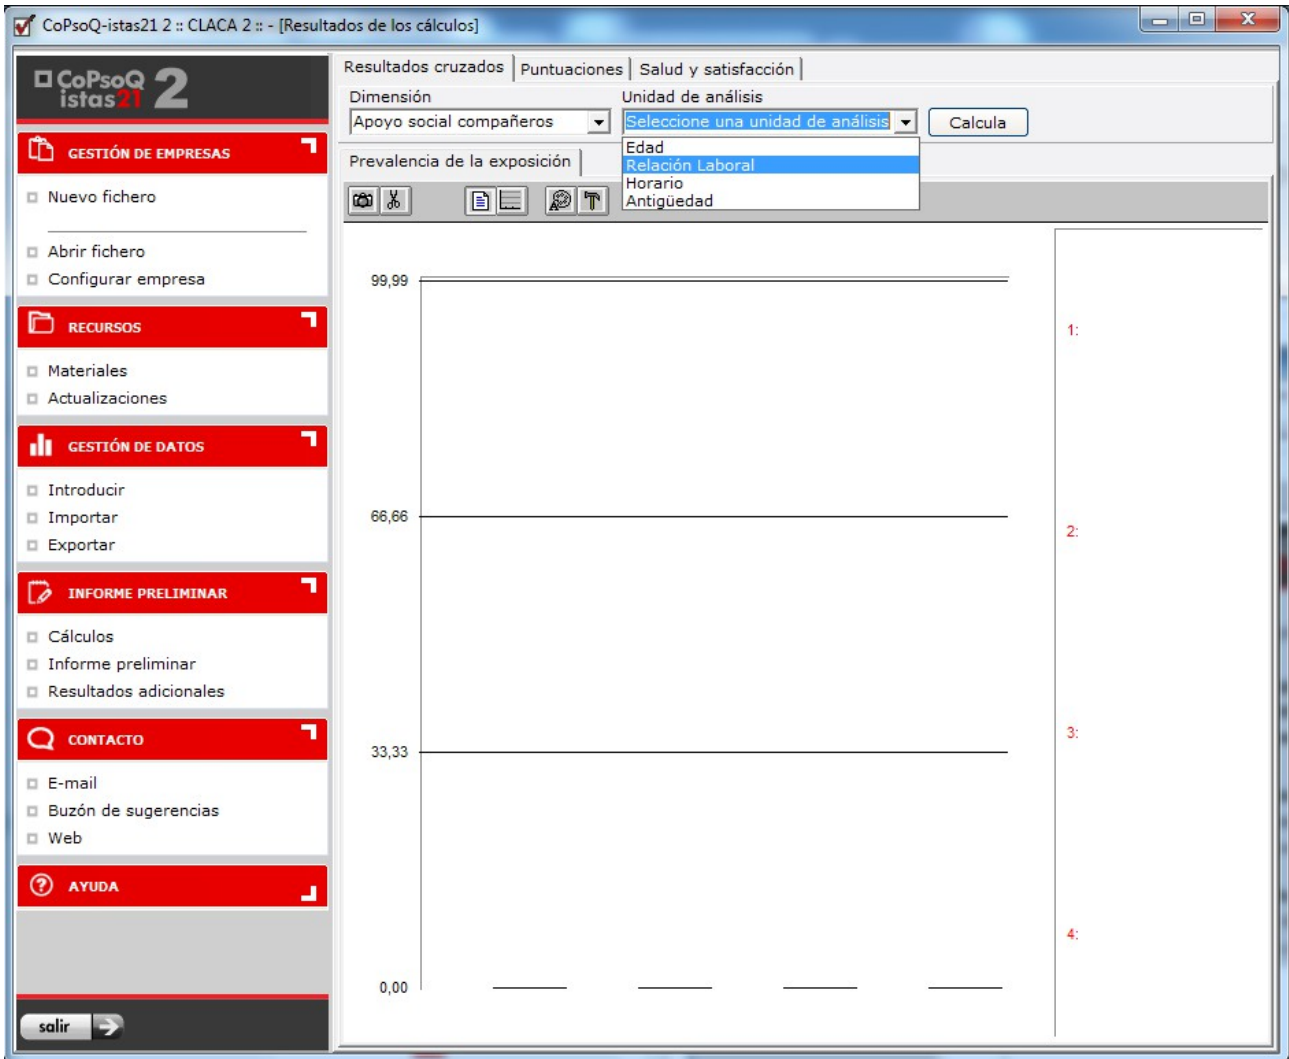 CoPsoQ-istas21 2 :: CLACA 2 :: - [Resultados de los cálculos]
CoPsoQ 2
istas21
GESTIÓN DE EMPRESAS
Nuevo fichero
Abrir fichero
Configurar empresa
RECURSOS
Materiales
Actualizaciones
GESTIÓN DE DATOS
Introducir
Importar
Exportar
INFORME PRELIMINAR
Cálculos
Informe preliminar
Resultados adicionales
CONTACTO
E-mail
Buzón de sugerencias
Web
AYUDA
salir
Resultados cruzados Puntuaciones Salud y satisfacción
Dimensión Unidad de análisis
Apoyo social compañeros Seleccione una unidad de análisis Calcula
Edad
Relación Laboral
Horario
Antigüedad
Prevalencia de la exposición
99,99
66,66
33,33
0,00
1:
2:
3:
4: